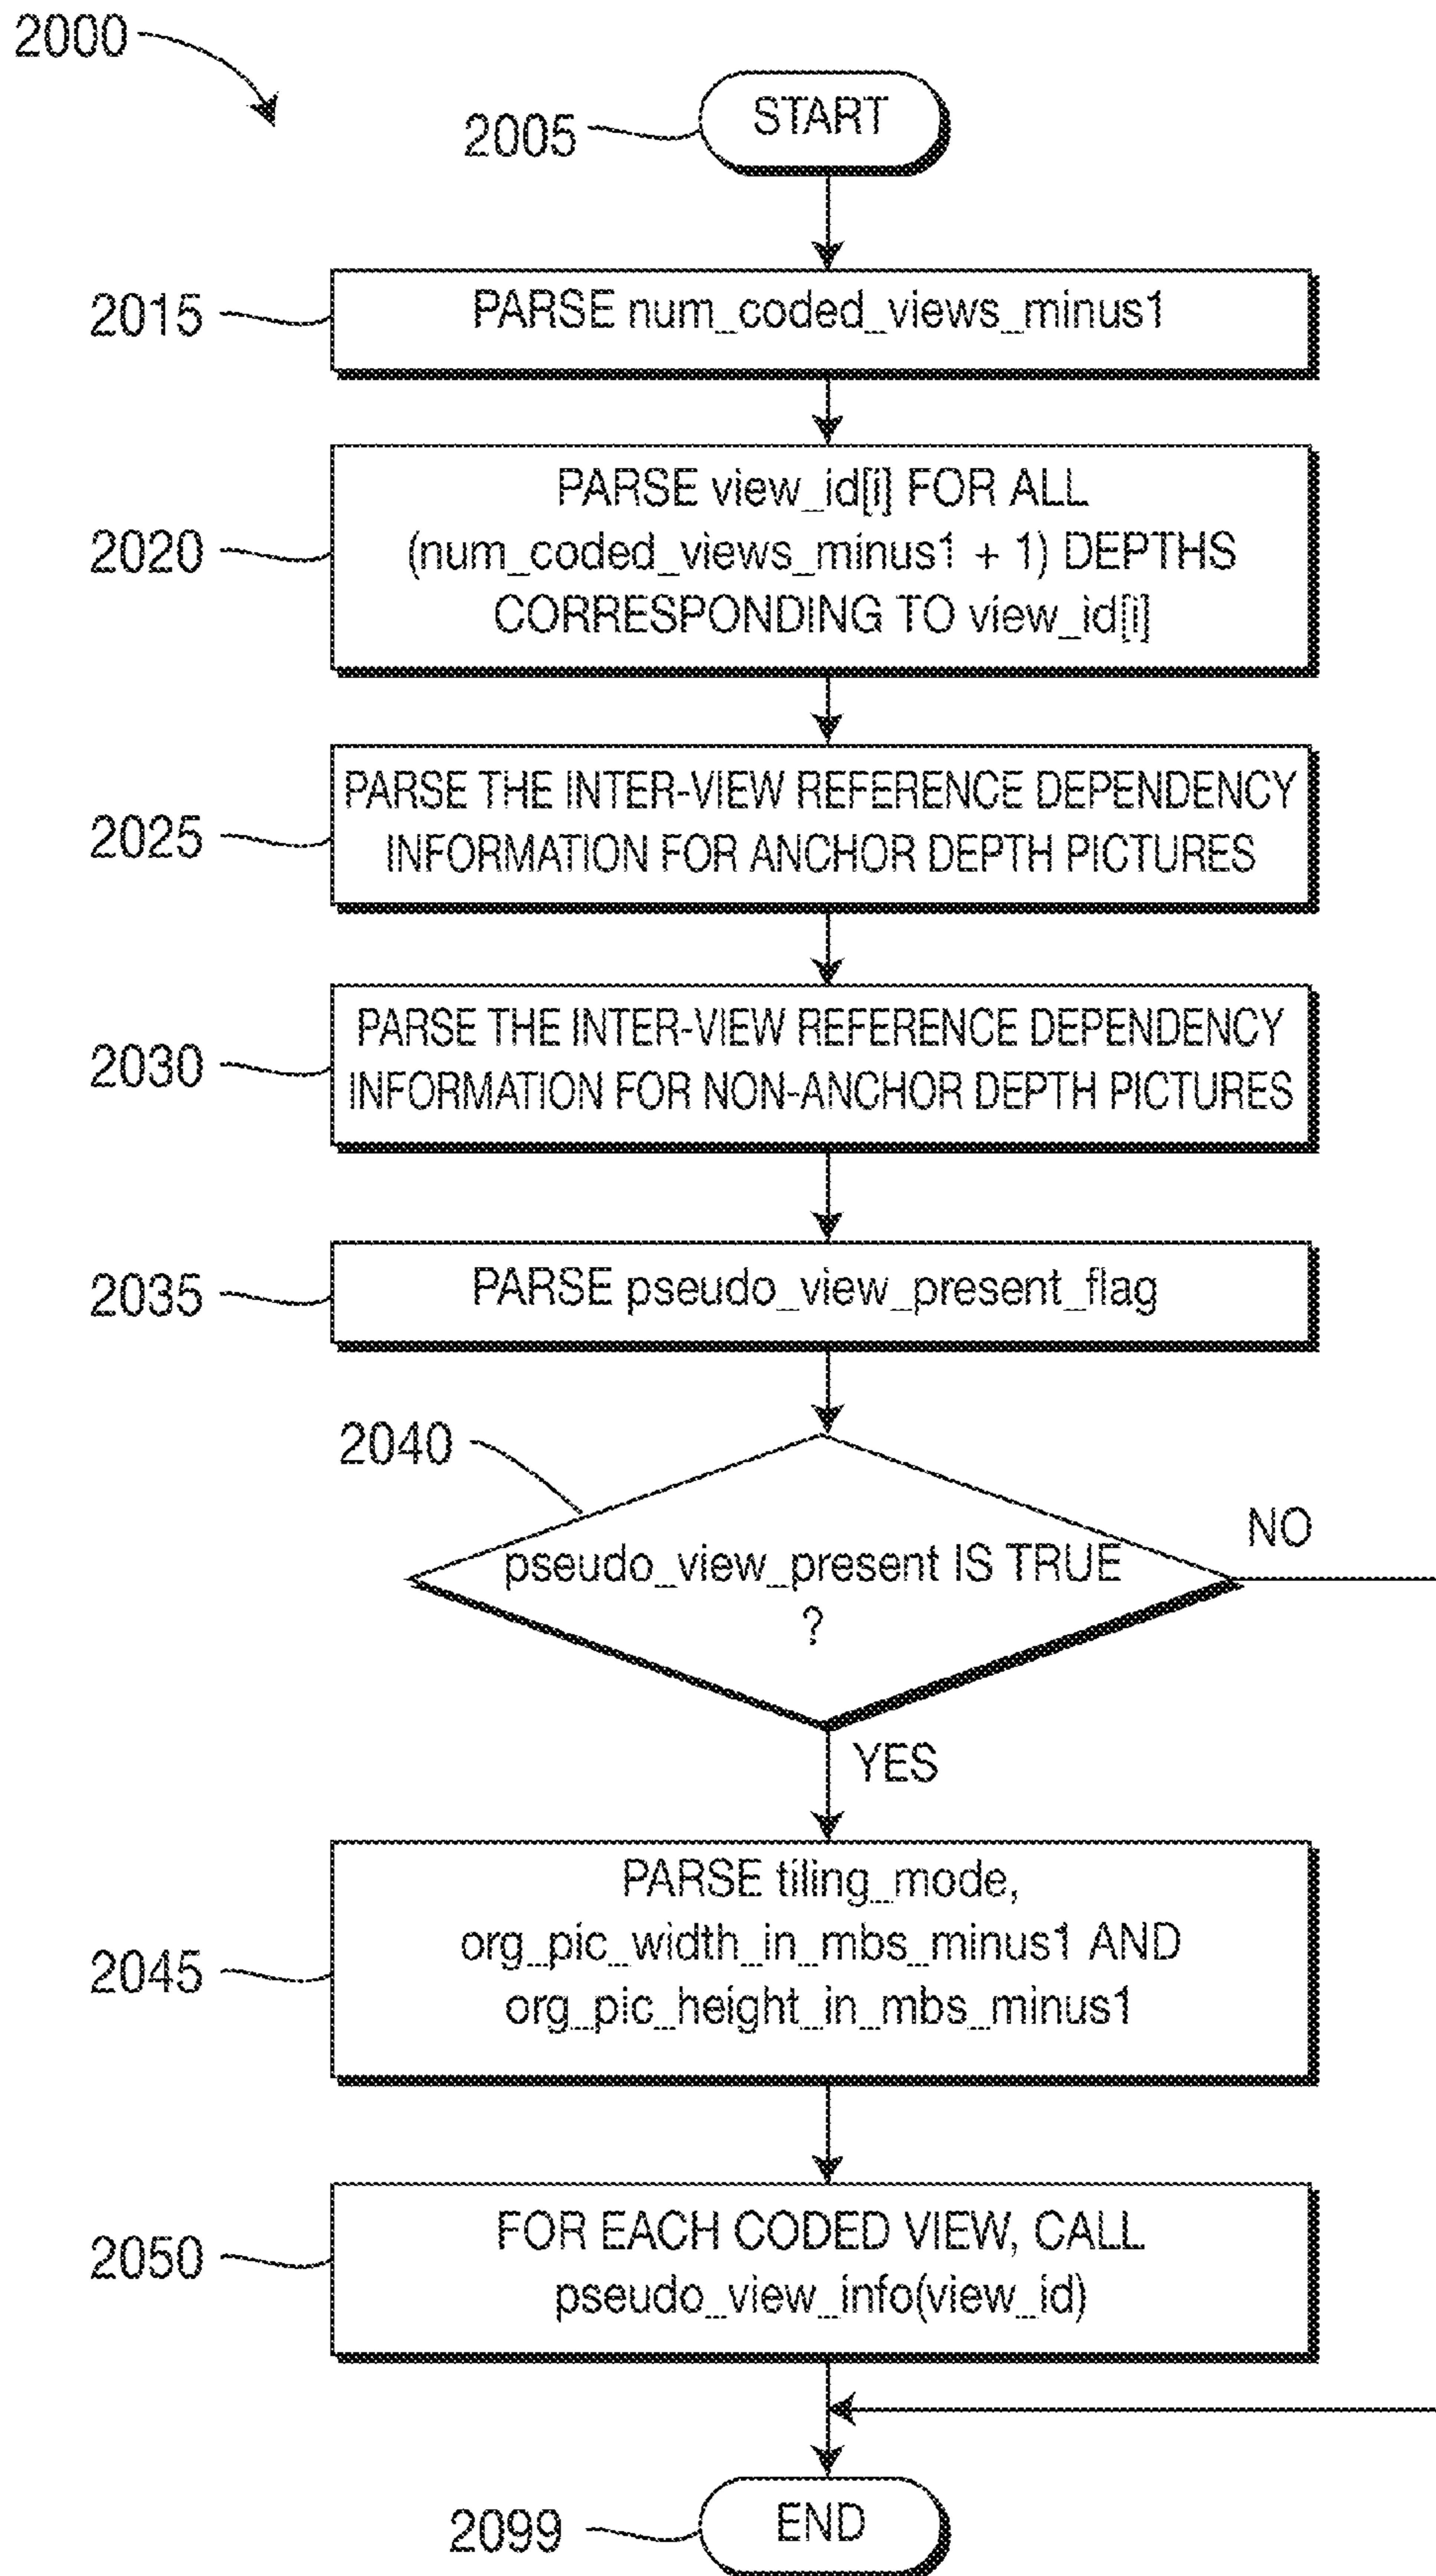 2000
2005
START
2015
PARSE num_coded_views_minus1
2020
PARSE view_id[i] FOR ALL
(num_coded_views_minus1 + 1) DEPTHS
CORRESPONDING TO view_id[i]
2025
PARSE THE INTER-VIEW REFERENCE DEPENDENCY
INFORMATION FOR ANCHOR DEPTH PICTURES
2030
PARSE THE INTER-VIEW REFERENCE DEPENDENCY
INFORMATION FOR NON-ANCHOR DEPTH PICTURES
2035
PARSE pseudo_view_present_flag
2040
pseudo_view_present IS TRUE
?
NO
YES
2045
PARSE tiling_mode,
org_pic_width_in_mbs_minus1 AND
org_pic_height_in_mbs_minus1
2050
FOR EACH CODED VIEW, CALL
pseudo_view_info(view_id)
2099
END